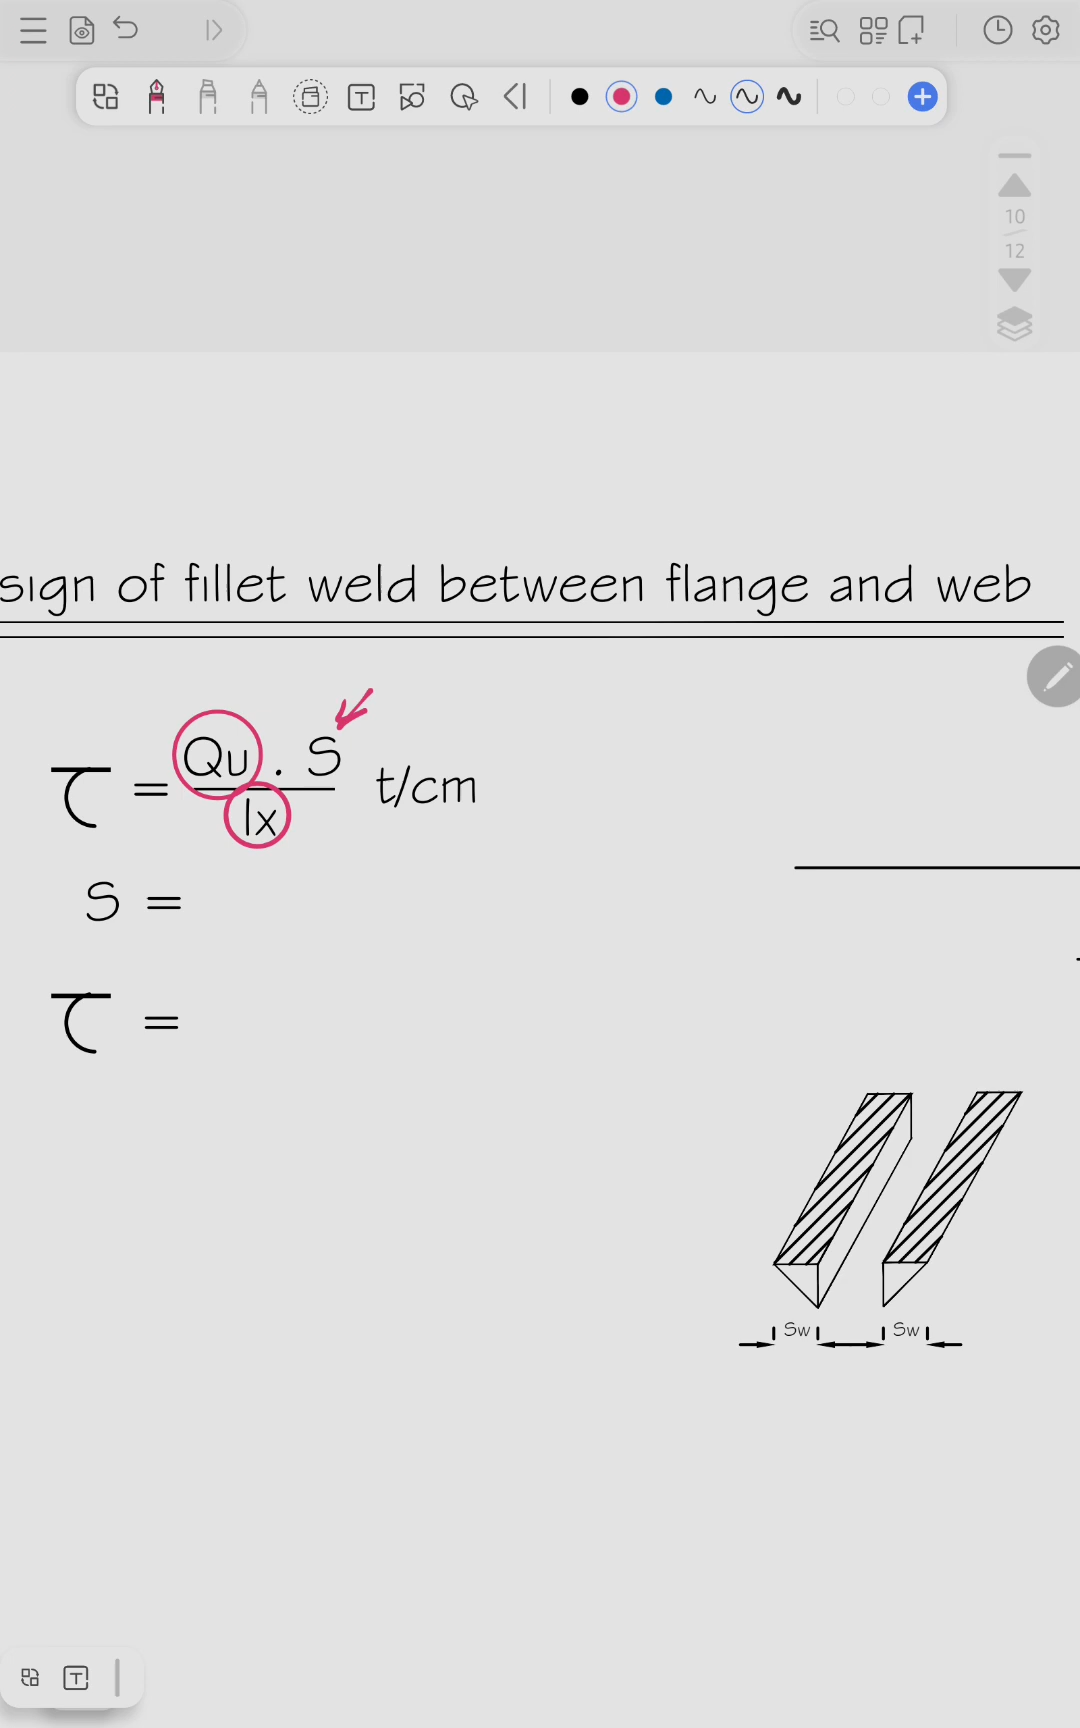 10
12
sign of fillet weld between flange and web
τ = Qu . S / Ix t/cm
S =
τ =
Sw Sw